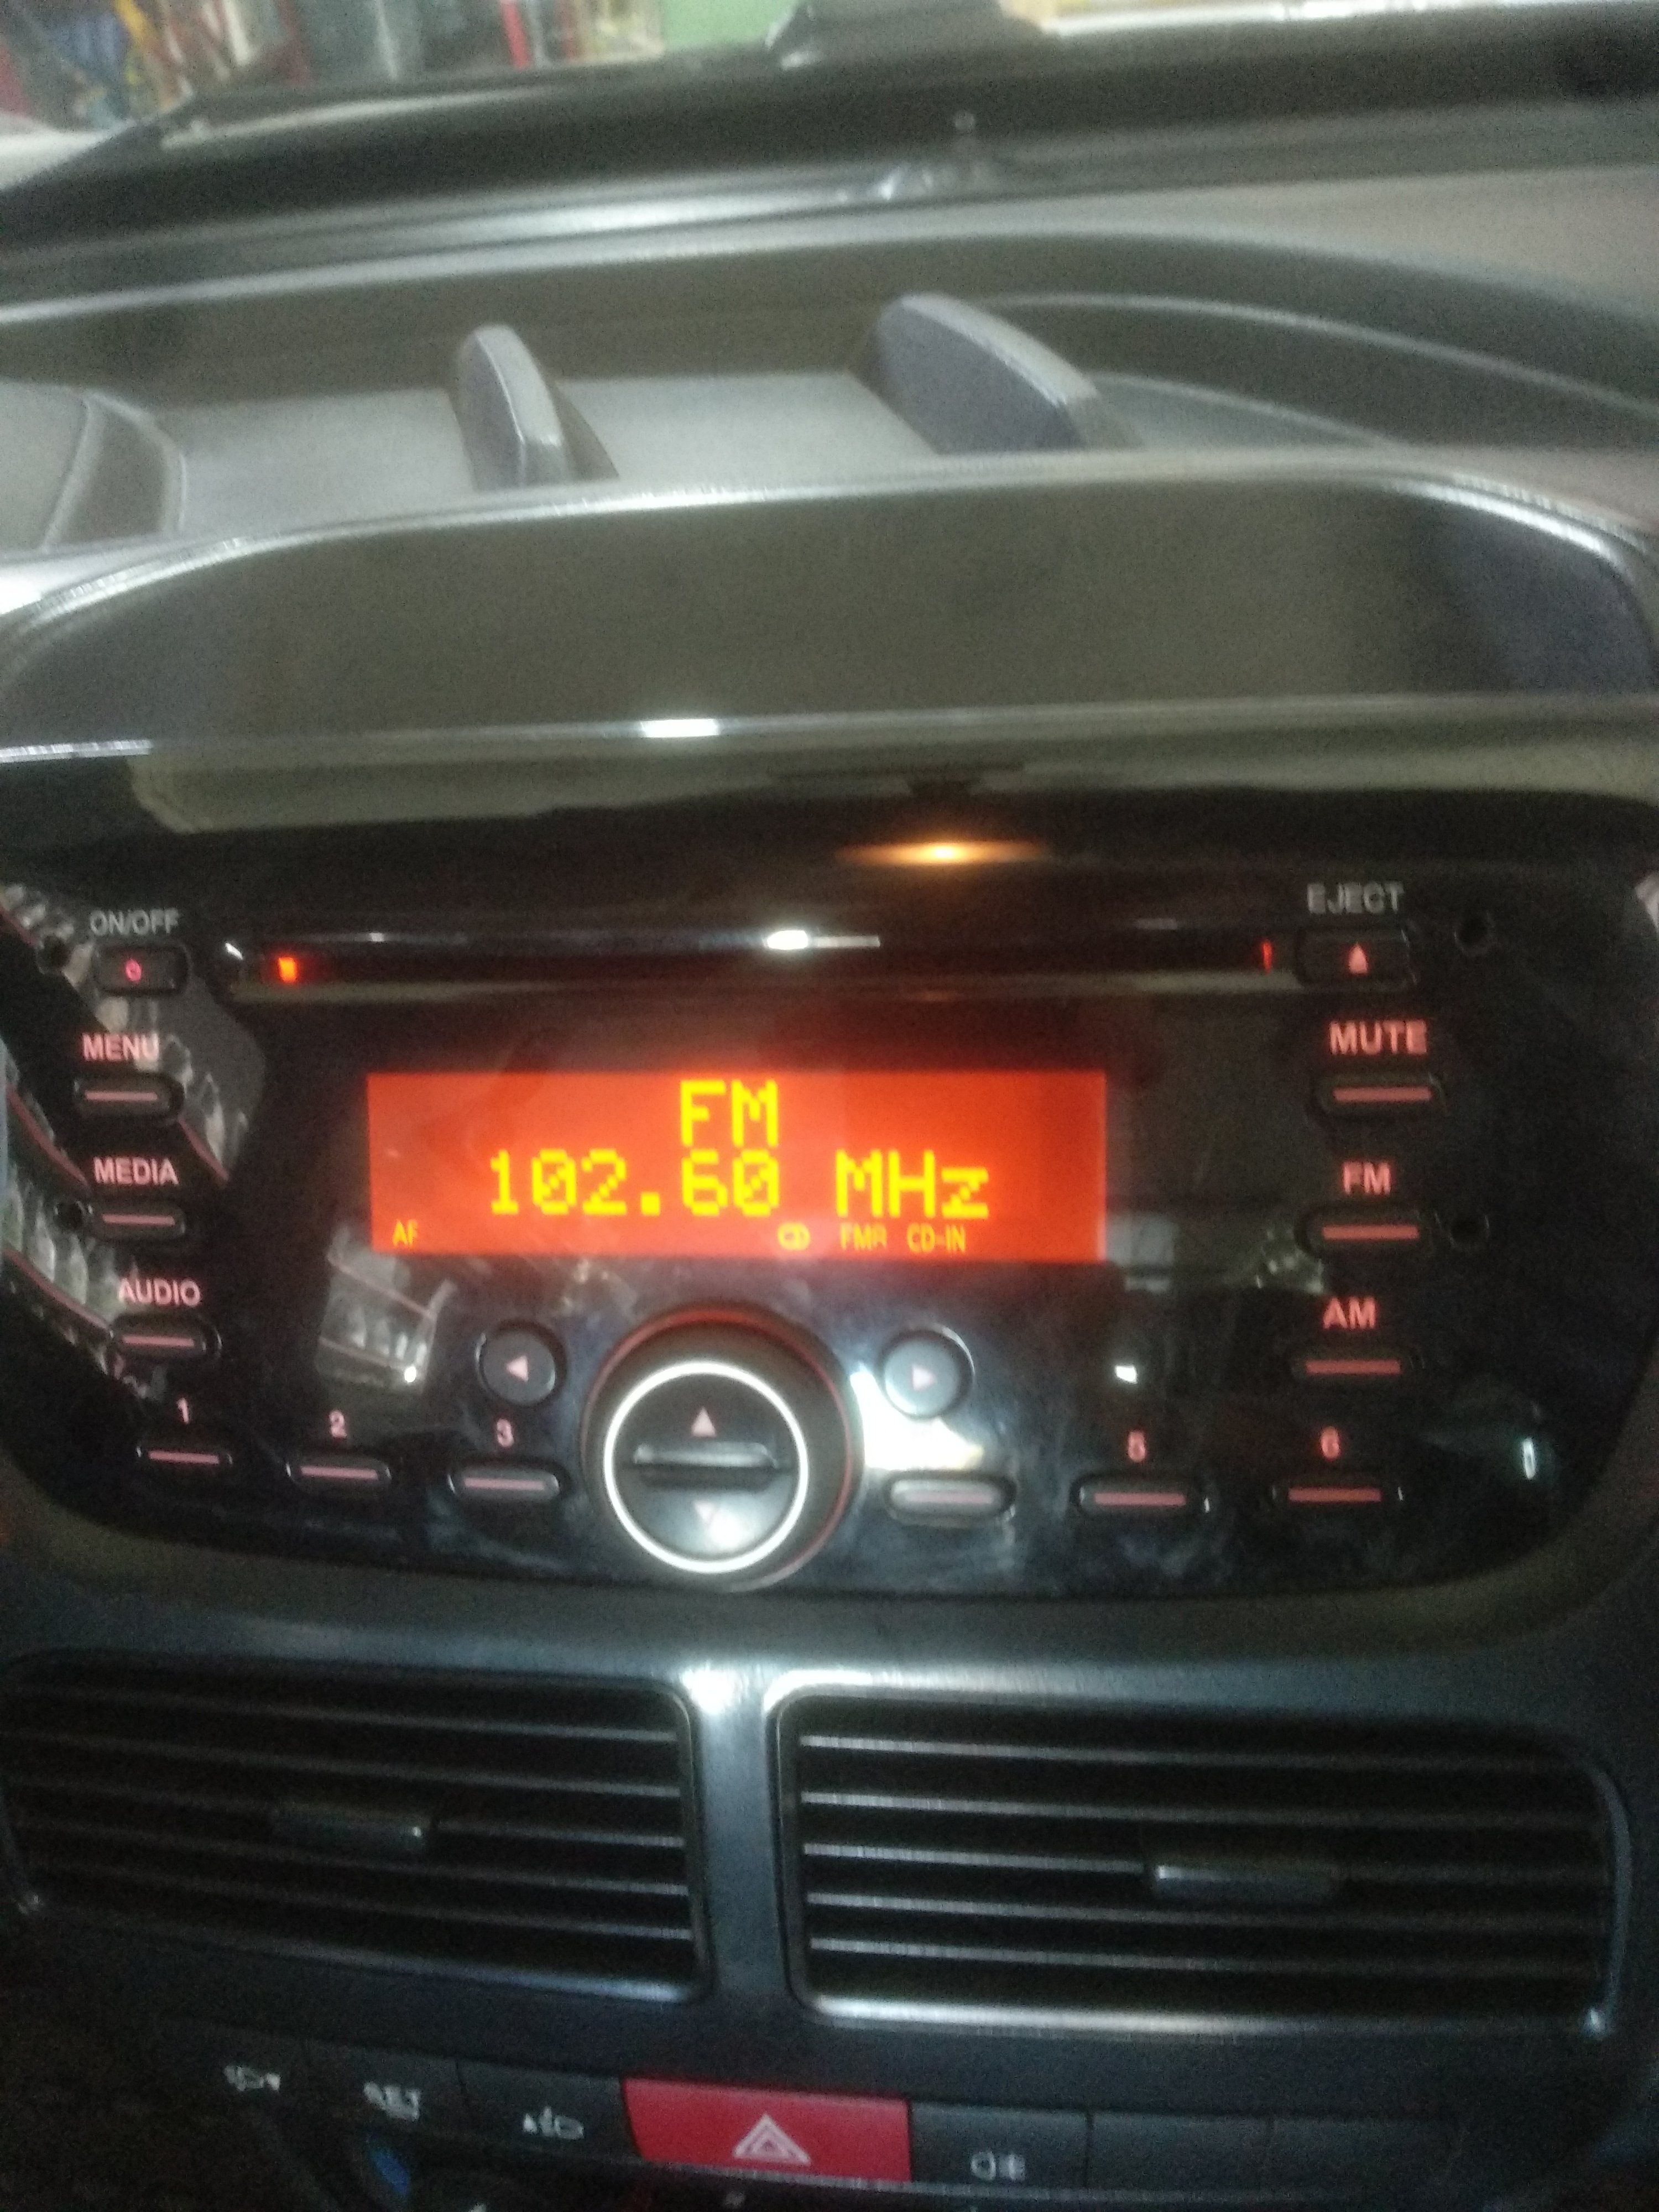 ON/OFF
EJECT
MENU
MUTE
MEDIA
FM
FM
102.60 MHz
AF
CD-IN
AUDIO
AM
1
2
3
5
6